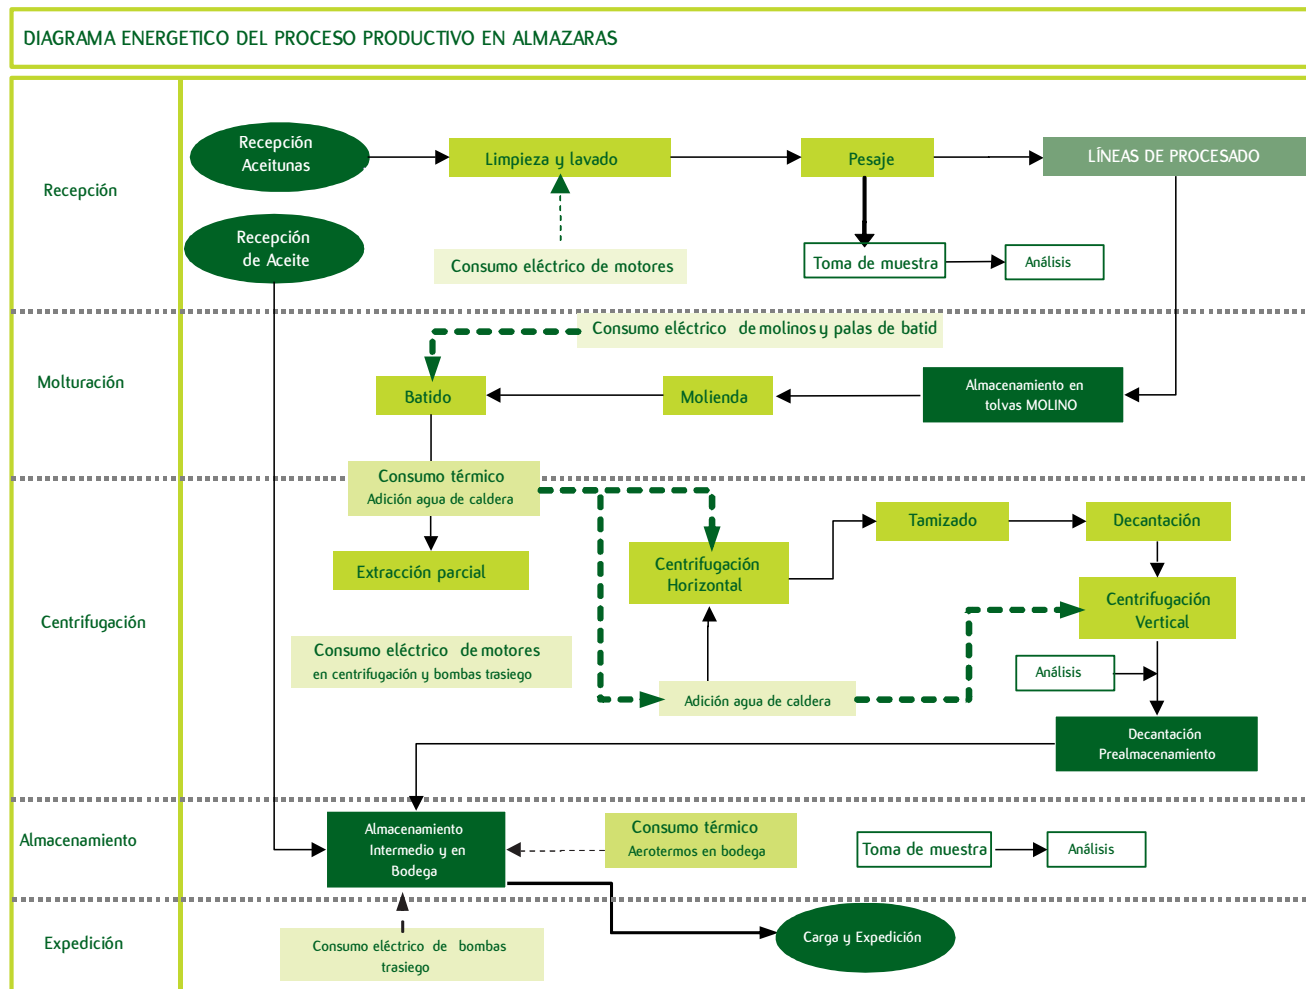 DIAGRAMA ENERGETICO DEL PROCESO PRODUCTIVO EN ALMAZARAS
Recepción
Recepción
Aceitunas
Limpieza y lavado
Pesaje
LÍNEAS DE PROCESADO
Recepción
de Aceite
Consumo eléctrico de motores
Toma de muestra
Análisis
Molturación
Consumo eléctrico de molinos y palas de batid
Batido
Molienda
Almacenamiento en
tolvas MOLINO
Centrifugación
Consumo térmico
Adición agua de caldera
Extracción parcial
Centrifugación
Horizontal
Tamizado
Decantación
Centrifugación
Vertical
Consumo eléctrico de motores
en centrifugación y bombas trasiego
Adición agua de caldera
Análisis
Decantación
Prealmacenamiento
Almacenamiento
Almacenamiento
Intermedio y en
Bodega
Consumo térmico
Aerotermos en bodega
Toma de muestra
Análisis
Expedición
Consumo eléctrico de bombas
trasiego
Carga y Expedición